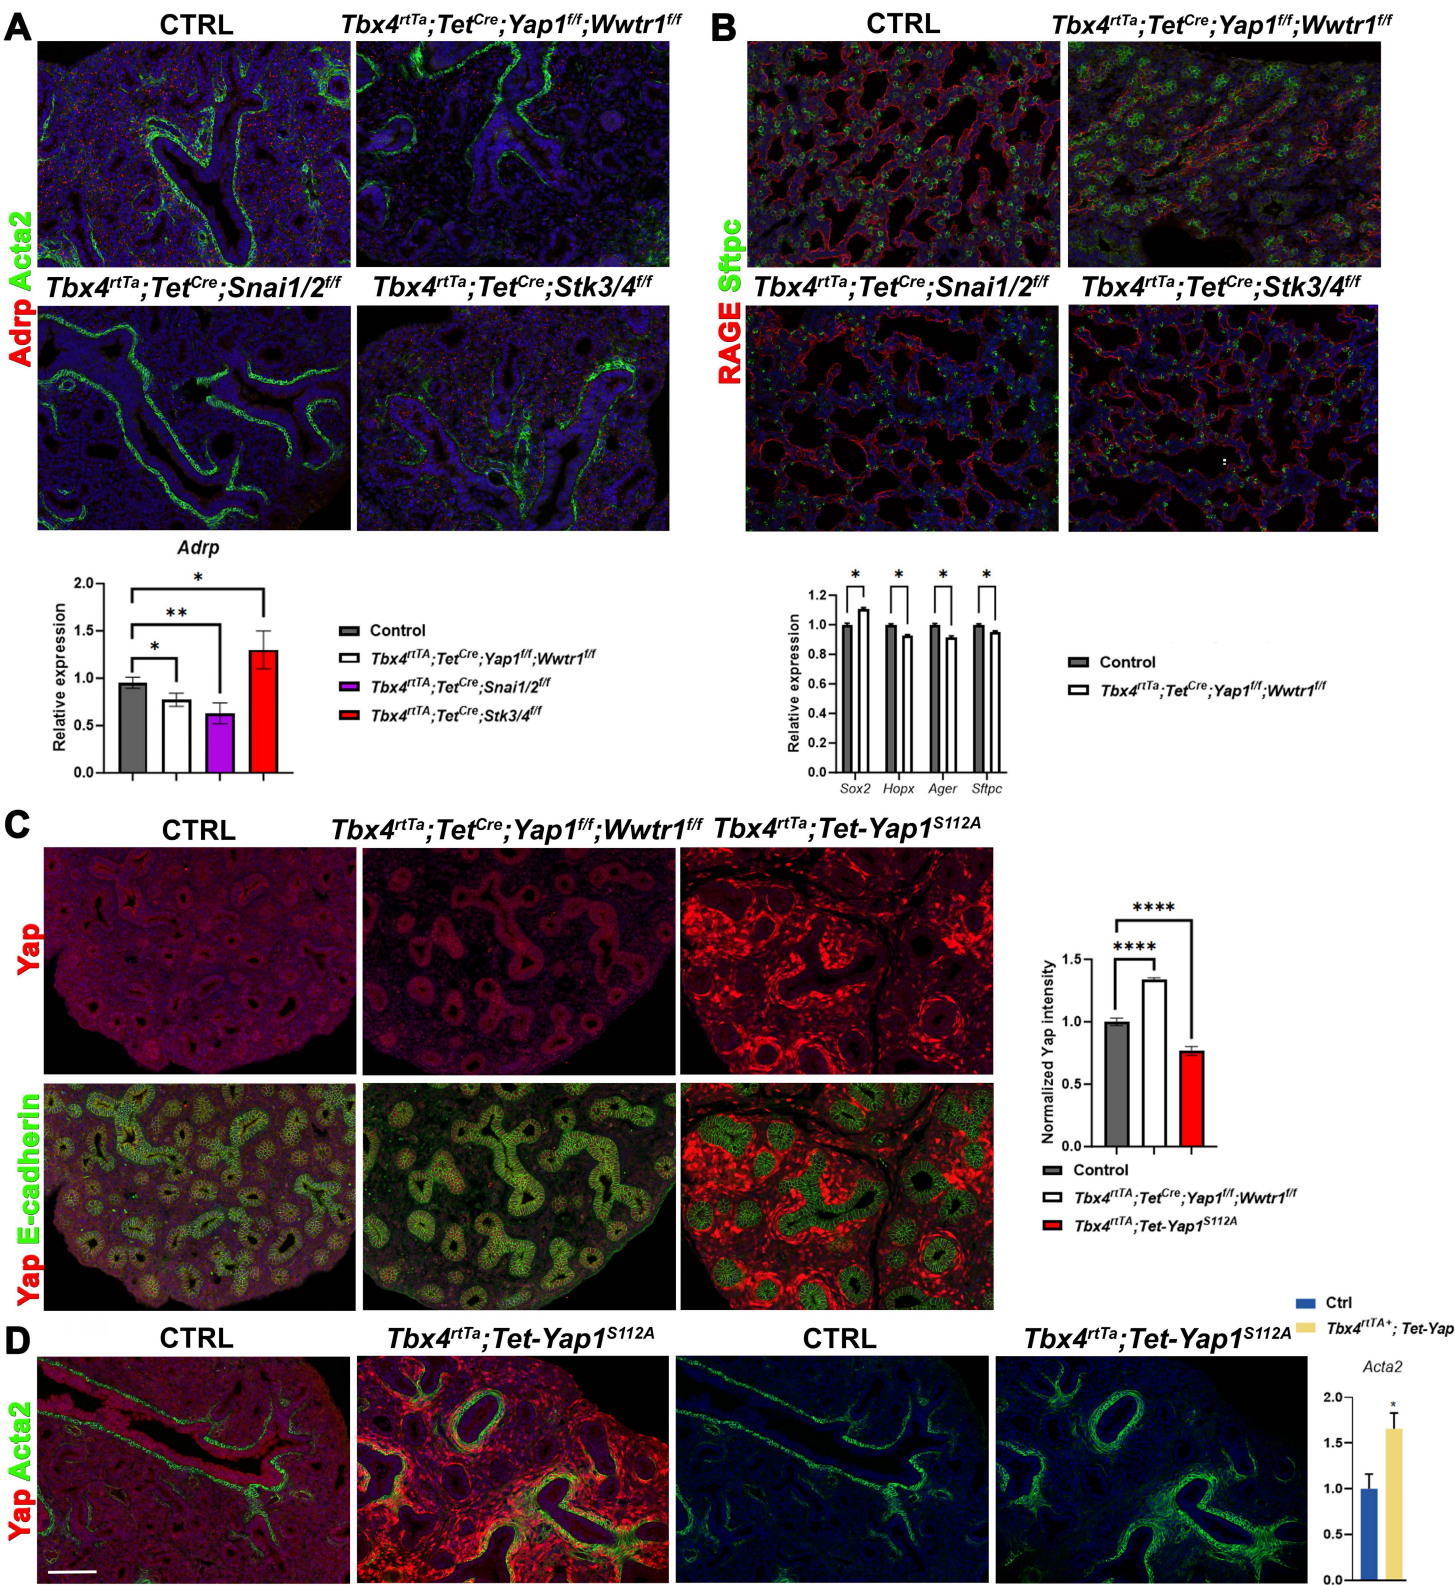 A
CTRL
Tbx4rtTa;TetCre;Yap1f/f;Wwtr1f/f
Adrp Acta2
Tbx4rtTa;TetCre;Snai1/2f/f
Tbx4rtTa;TetCre;Stk3/4f/f
Adrp
Relative expression
2.0
1.5
1.0
0.5
0.0
*
**
*
Control
Tbx4rtTA;TetCre;Yap1f/f;Wwtr1f/f
Tbx4rtTA;TetCre;Snai1/2f/f
Tbx4rtTA;TetCre;Stk3/4f/f
B
CTRL
Tbx4rtTa;TetCre;Yap1f/f;Wwtr1f/f
RAGE Sftpc
Tbx4rtTa;TetCre;Snai1/2f/f
Tbx4rtTa;TetCre;Stk3/4f/f
Relative expression
1.2
1.0
0.8
0.6
0.4
0.2
0.0
* * * *
Sox2 Hopx Ager Sftpc
Control
Tbx4rtTa;TetCre;Yap1f/f;Wwtr1f/f
C
CTRL
Tbx4rtTa;TetCre;Yap1f/f;Wwtr1f/f
Tbx4rtTa;Tet-Yap1S112A
Yap
Yap E-cadherin
Normalized Yap intensity
1.5
1.0
0.5
0.0
****
****
Control
Tbx4rtTA;TetCre;Yap1f/f;Wwtr1f/f
Tbx4rtTA;Tet-Yap1S112A
D
CTRL
Tbx4rtTa;Tet-Yap1S112A
CTRL
Tbx4rtTa;Tet-Yap1S112A
Yap Acta2
Ctrl
Tbx4rtTA+; Tet-Yap
Acta2
2.0
1.5
1.0
0.5
0.0
*